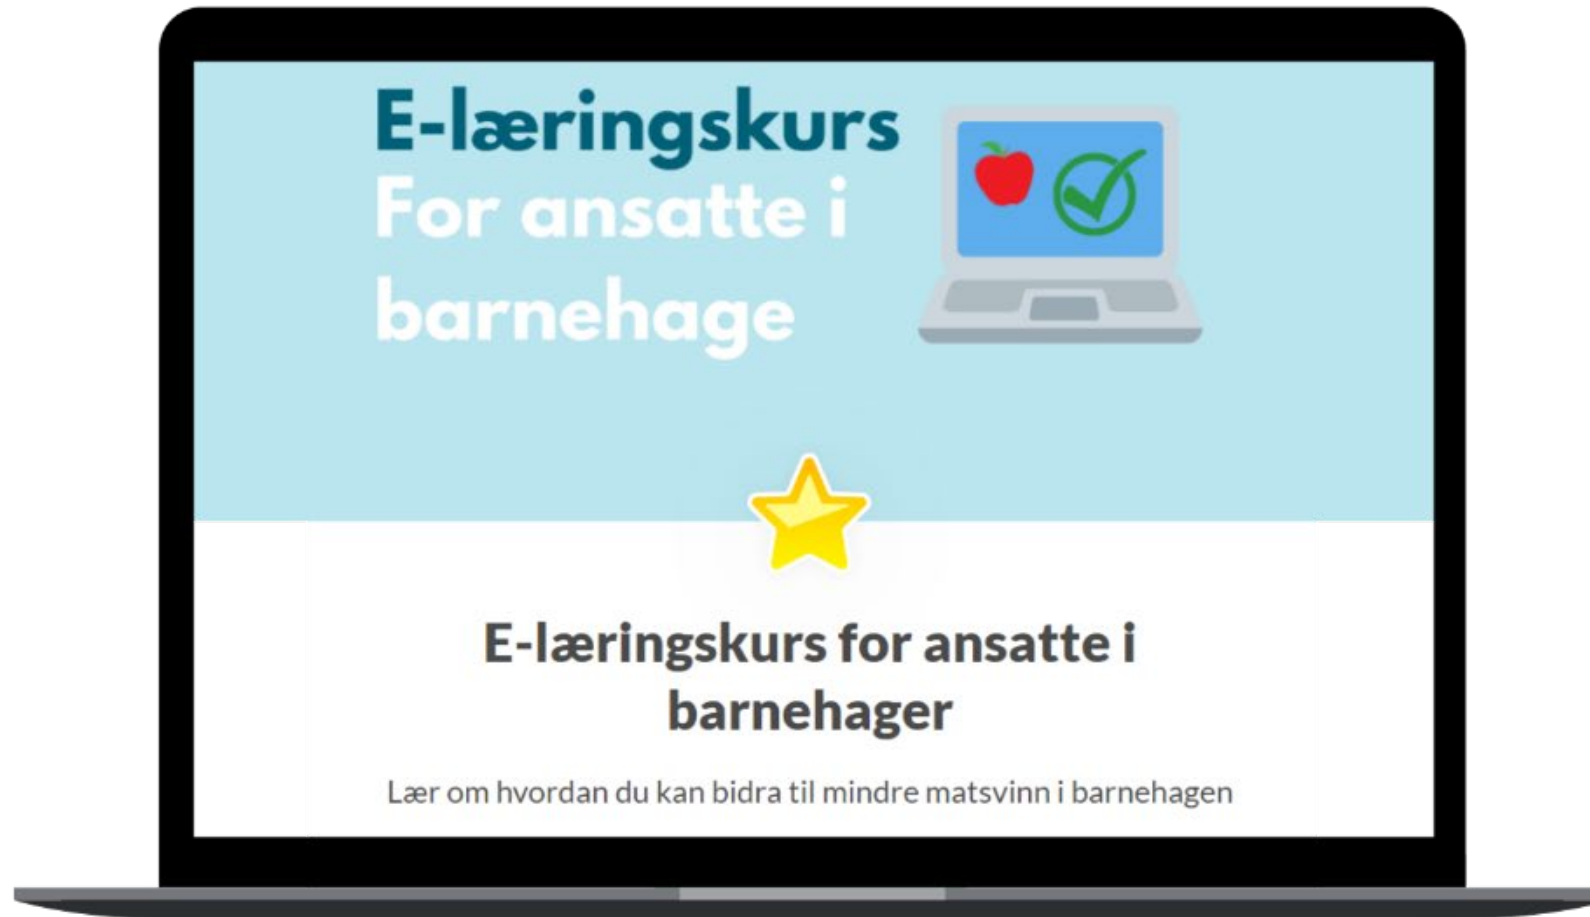 E-læringskurs
For ansatte i
barnehage
E-læringskurs for ansatte i
barnehager
Lær om hvordan du kan bidra til mindre matsvinn i barnehagen